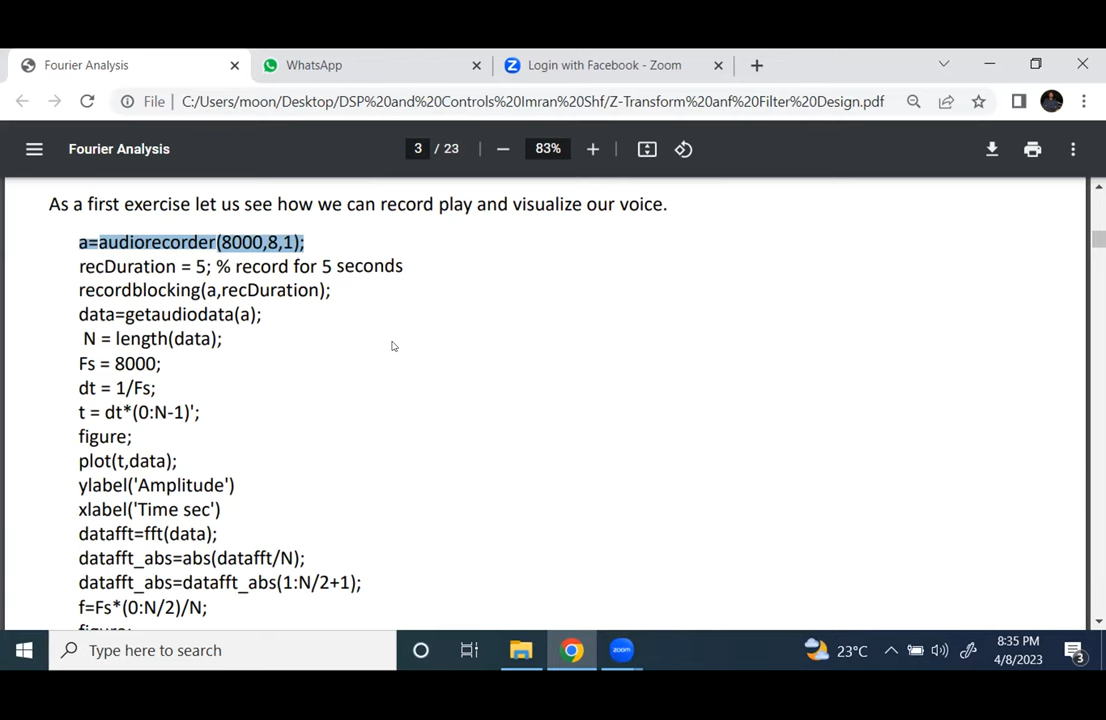 Fourier Analysis
WhatsApp
Login with Facebook - Zoom
File
C:/Users/moon/Desktop/DSP%20and%20Controls%20Imran%20Shf/Z-Transform%20anf%20Filter%20Design.pdf
Fourier Analysis
3 / 23
83%
As a first exercise let us see how we can record play and visualize our voice.
a=audiorecorder(8000,8,1);
recDuration = 5; % record for 5 seconds
recordblocking(a,recDuration);
data=getaudiodata(a);
N = length(data);
Fs = 8000;
dt = 1/Fs;
t = dt*(0:N-1)';
figure;
plot(t,data);
ylabel('Amplitude')
xlabel('Time sec')
datafft=fft(data);
datafft_abs=abs(datafft/N);
datafft_abs=datafft_abs(1:N/2+1);
f=Fs*(0:N/2)/N;
figure;
Type here to search
zoom
23°C
8:35 PM
4/8/2023
3